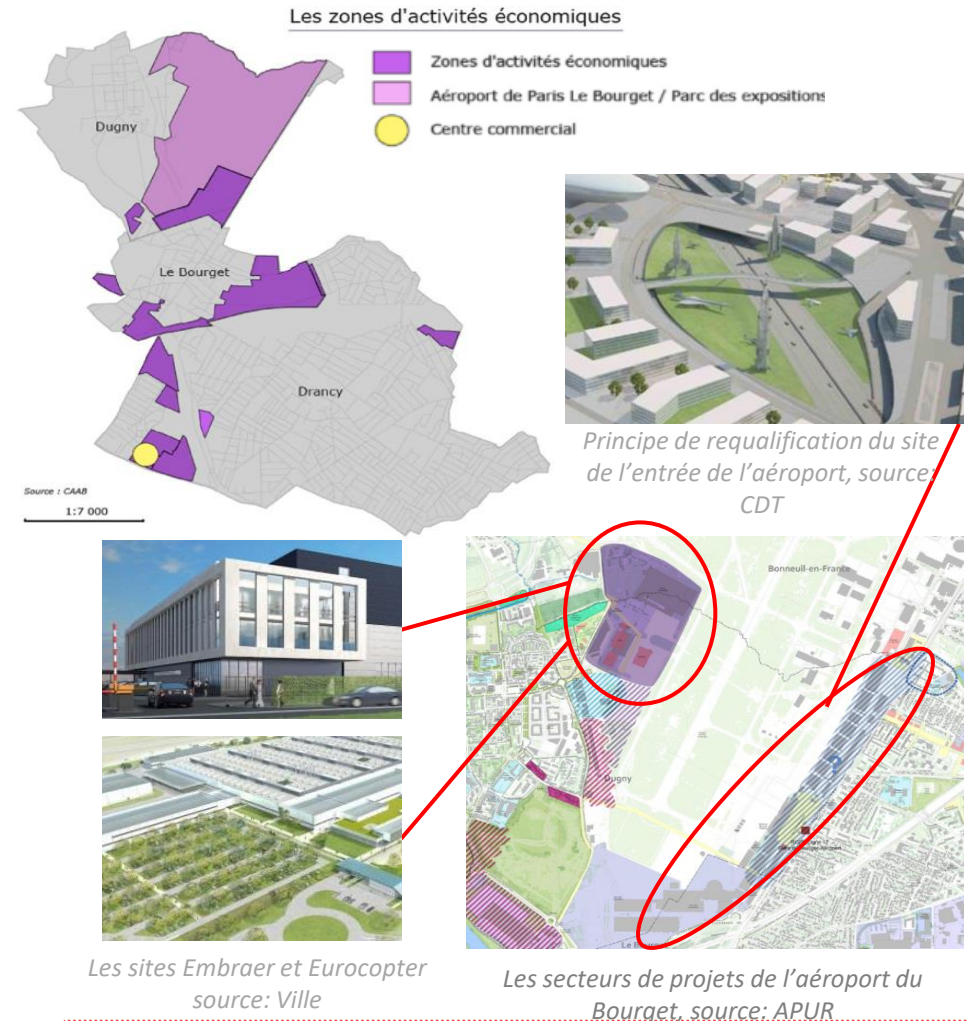 Les zones d'activités économiques
Zones d'activités économiques
Aéroport de Paris Le Bourget / Parc des expositions
Centre commercial
Dugny
Le Bourget
Drancy
Source : CAAB
1:7 000
Principe de requalification du site
de l'entrée de l'aéroport, source:
CDT
Bonneuil-en-France
Dugny
?
Le Bourget
Les sites Embraer et Eurocopter
source: Ville
Les secteurs de projets de l'aéroport du
Bourget, source: APUR